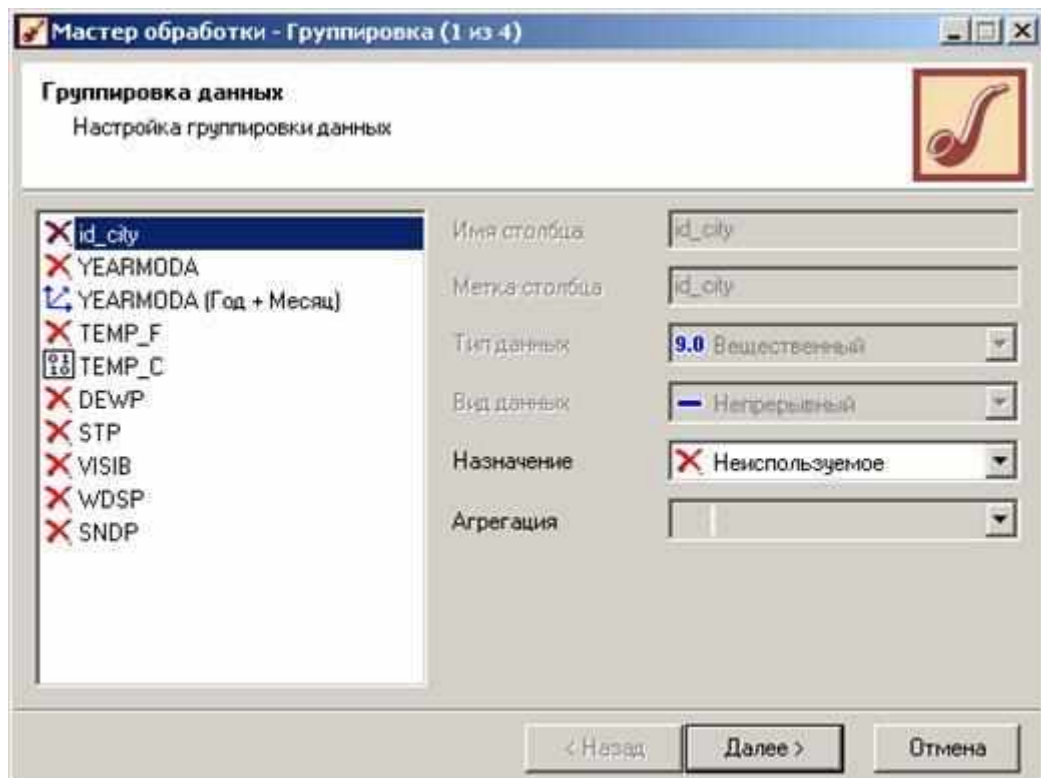 Мастер обработки - Группировка (1 из 4)
Группировка данных
Настройка группировки данных
id_city
YEARMODA
YEARMODA (Год + Месяц)
TEMP_F
TEMP_C
DEWP
STP
VISIB
WDSP
SNDP
Имя столбца id_city
Метка столбца id_city
Тип данных 9.0 Вещественный
Вид данных Непрерывный
Назначение Неиспользуемое
Агрегация
< Назад Далее > Отмена